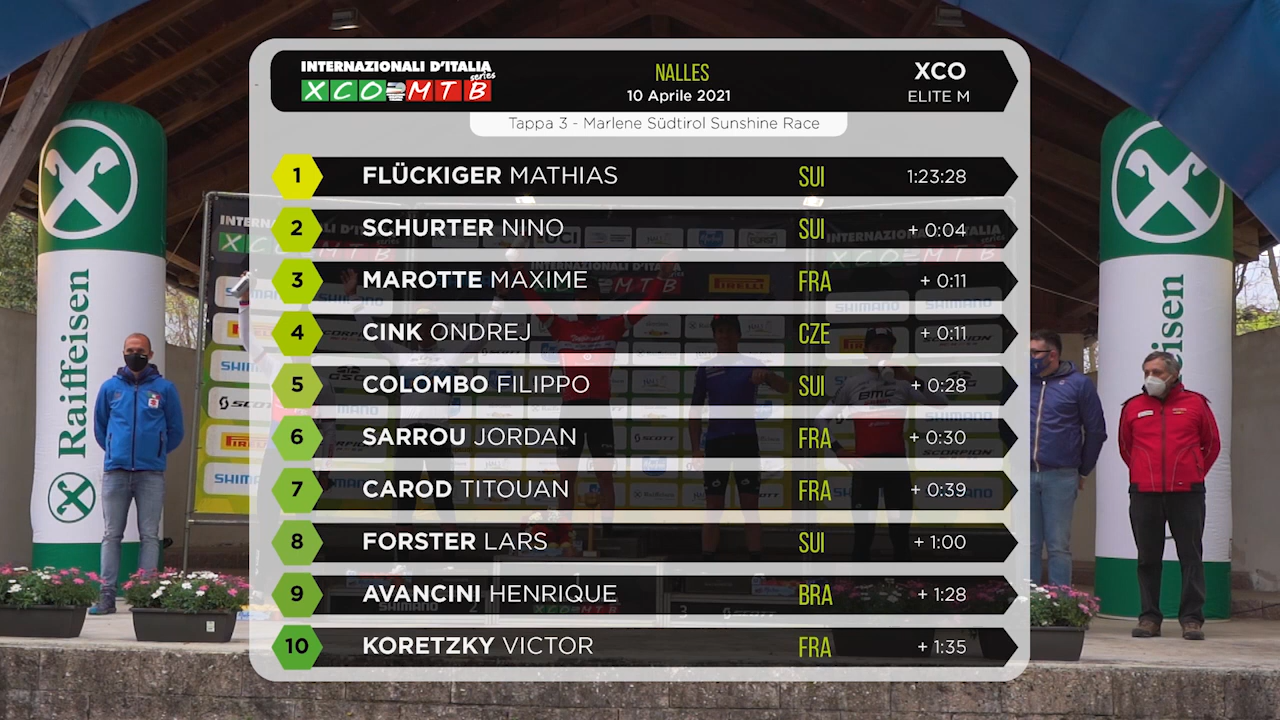 INTERNAZIONALI D'ITALIA
series
XCO MTB
NALLES
10 Aprile 2021
XCO
ELITE M
Tappa 3 - Marlene Südtirol Sunshine Race
1 FLÜCKIGER MATHIAS SUI 1:23:28
2 SCHURTER NINO SUI + 0:04
3 MAROTTE MAXIME FRA + 0:11
4 CINK ONDREJ CZE + 0:11
5 COLOMBO FILIPPO SUI + 0:28
6 SARROU JORDAN FRA + 0:30
7 CAROD TITOUAN FRA + 0:39
8 FORSTER LARS SUI + 1:00
9 AVANCINI HENRIQUE BRA + 1:28
10 KORETZKY VICTOR FRA + 1:35
Raiffeisen